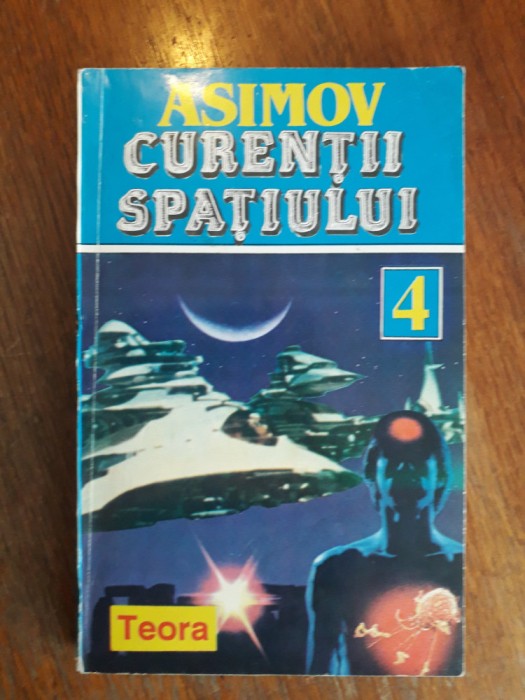 ASIMOV
CURENȚII
SPAȚIULUI
4
Teora